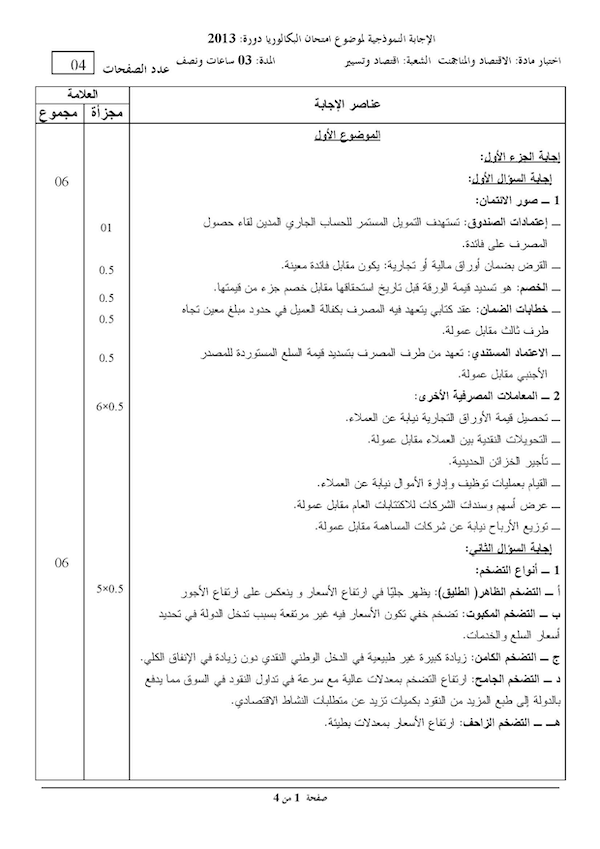 الإجابة النموذجية لموضوع امتحان البكالوريا دورة: 2013
اختبار مادة: الاقتصاد والمناجمنت الشعبة: اقتصاد وتسيير المدة: 03 ساعات ونصف
عدد الصفحات 04
عناصر الإجابة العلامة
مجزأة مجموع
الموضوع الأول
إجابة الجزء الأول:
إجابة السؤال الأول: 06
1 ـ صور الائتمان:
ـ إعتمادات الصندوق: تستهدف التمويل المستمر للحساب الجاري المدين لقاء حصول 01
المصرف على فائدة.
ـ القرض بضمان أوراق مالية أو تجارية: يكون مقابل فائدة معينة. 0.5
ـ الخصم: هو تسديد قيمة الورقة قبل تاريخ استحقاقها مقابل خصم جزء من قيمتها. 0.5
ـ خطابات الضمان: عقد كتابي يتعهد فيه المصرف بكفالة العميل في حدود مبلغ معين تجاه 0.5
طرف ثالث مقابل عمولة.
ـ الاعتماد المستندي: تعهد من طرف المصرف بتسديد قيمة السلع المستوردة للمصدر 0.5
الأجنبي مقابل عمولة.
2 ـ المعاملات المصرفية الأخرى: 6×0.5
ـ تحصيل قيمة الأوراق التجارية نيابة عن العملاء.
ـ التحويلات النقدية بين العملاء مقابل عمولة.
ـ تأجير الخزائن الحديدية.
ـ القيام بعمليات توظيف وإدارة الأموال نيابة عن العملاء.
ـ عرض أسهم وسندات الشركات للاكتتابات العام مقابل عمولة.
ـ توزيع الأرباح نيابة عن شركات المساهمة مقابل عمولة.
إجابة السؤال الثاني: 06
1 ـ أنواع التضخم:
أ ـ التضخم الظاهر( الطليق): يظهر جليًا في ارتفاع الأسعار و ينعكس على ارتفاع الأجور 5×0.5
ب ـ التضخم المكبوت: تضخم خفي تكون الأسعار فيه غير مرتفعة بسبب تدخل الدولة في تحديد
أسعار السلع والخدمات.
ج ـ التضخم الكامن: زيادة كبيرة غير طبيعية في الدخل الوطني النقدي دون زيادة في الإنفاق الكلي.
د ـ التضخم الجامح: ارتفاع التضخم بمعدلات عالية مع سرعة في تداول النقود في السوق مما يدفع
بالدولة إلى طبع المزيد من النقود بكميات تزيد عن متطلبات النشاط الاقتصادي.
هـ ـ التضخم الزاحف: ارتفاع الأسعار بمعدلات بطيئة.
صفحة 1 من 4